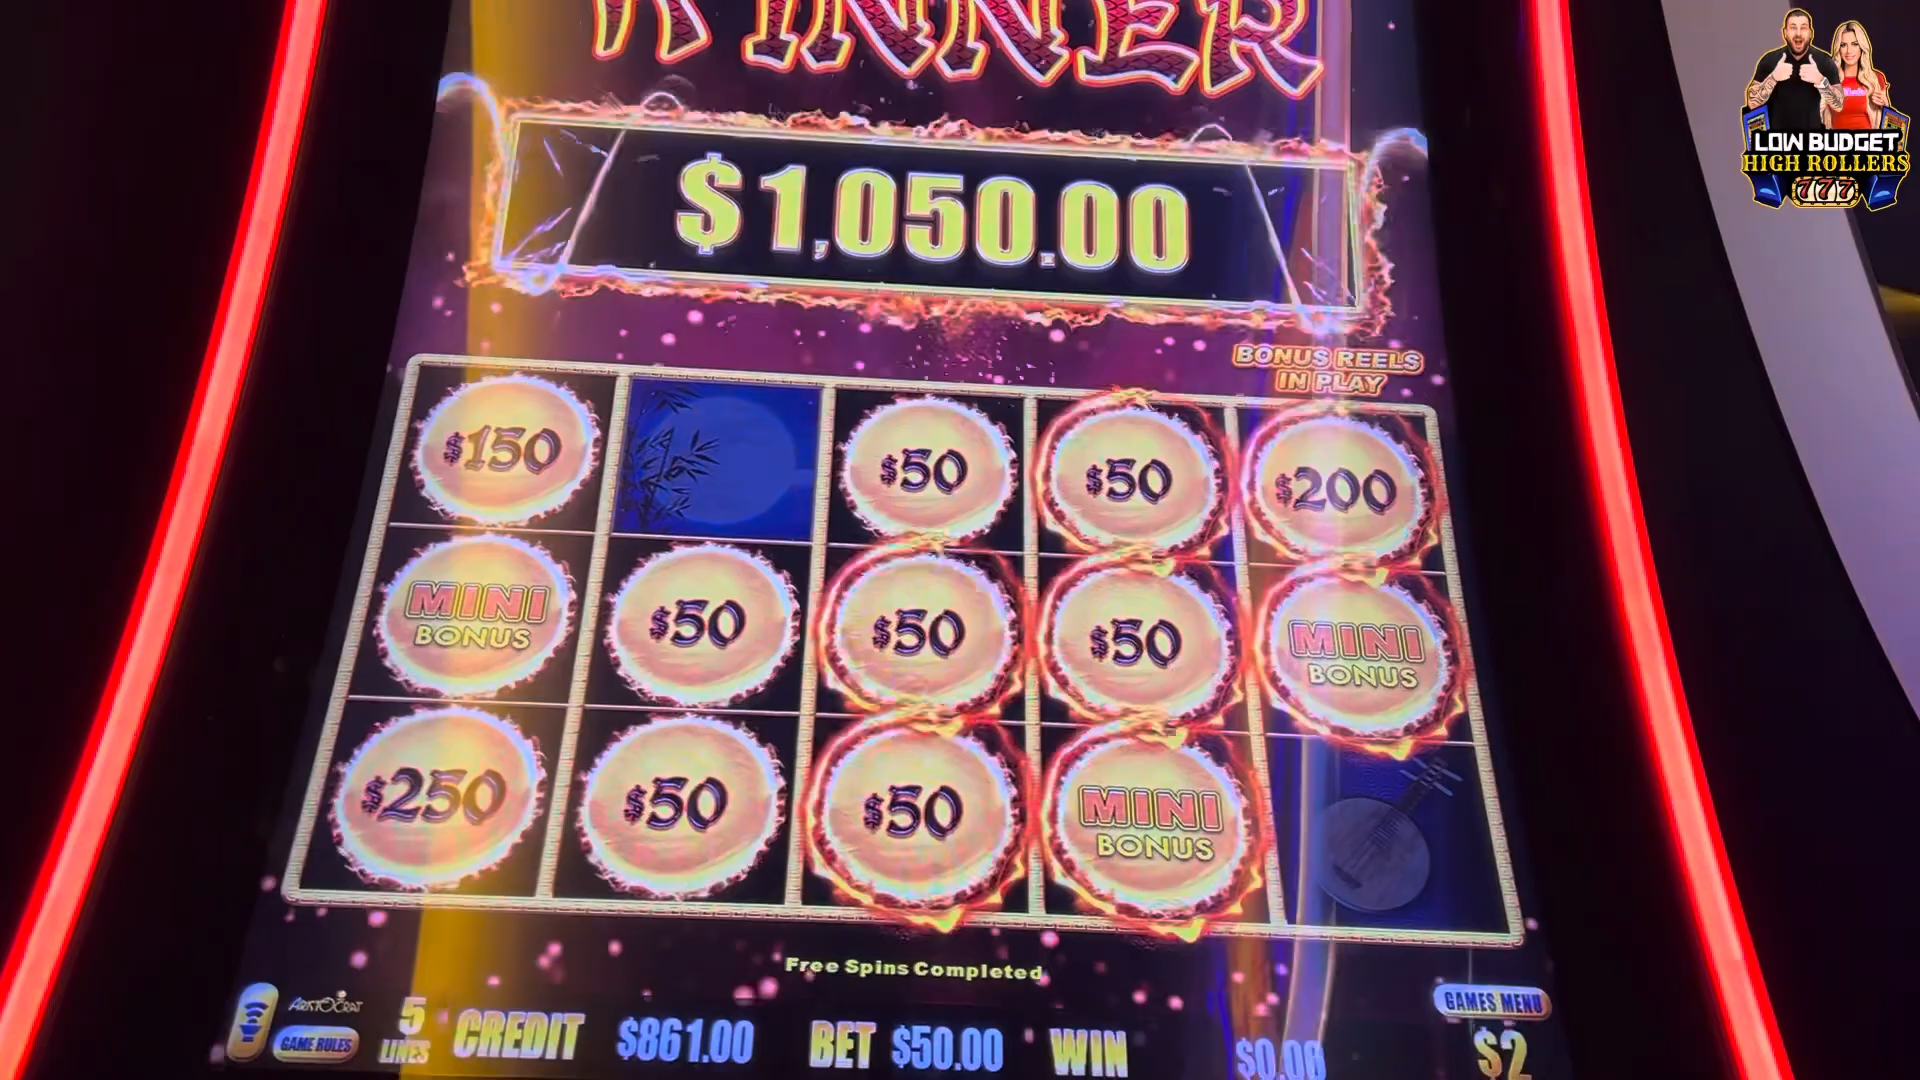 WINNER
LOW BUDGET
HIGH ROLLERS
777
$1,050.00
BONUS REELS
IN PLAY
$150
$50
$50
$200
MINI
BONUS
$50
$50
$50
MINI
BONUS
$250
$50
$50
MINI
BONUS
Free Spins Completed
ARISTOCRAT
GAME RULES
5
LINES
CREDIT $861.00 BET $50.00 WIN $0.00
GAMES MENU
$2